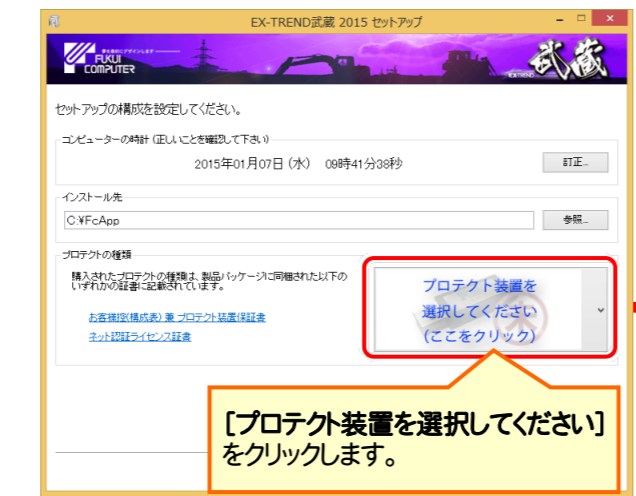 EX-TREND武蔵 2015 セットアップ
FUKUI
COMPUTER
武蔵
セットアップの構成を設定してください。
コンピューターの時計 (正しいことを確認して下さい)
2015年01月07日 (水) 09時41分38秒
訂正...
インストール先
C:¥FcApp
参照...
プロテクトの種類
購入されたプロテクトの種類は、製品パッケージに同梱された以下の
いずれかの証書に記載されています。
お客様控(構成表) 兼 プロテクト装置保証書
ネット認証ライセンス証書
プロテクト装置を
選択してください
(ここをクリック)
[プロテクト装置を選択してください]
をクリックします。